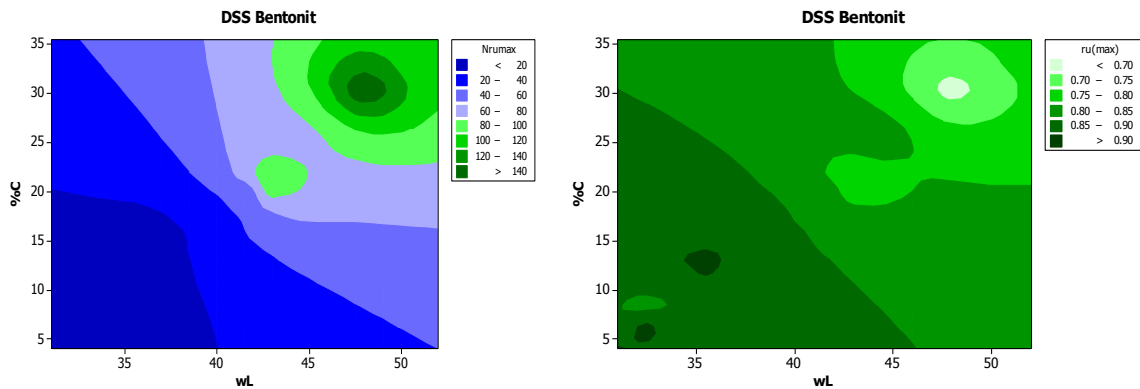 DSS Bentonit
35
30
25
20
15
10
5
%C
35 40 45 50
wL
Nrumax
< 20
20 – 40
40 – 60
60 – 80
80 – 100
100 – 120
120 – 140
> 140
DSS Bentonit
35
30
25
20
15
10
5
%C
35 40 45 50
wL
ru(max)
< 0.70
0.70 – 0.75
0.75 – 0.80
0.80 – 0.85
0.85 – 0.90
> 0.90